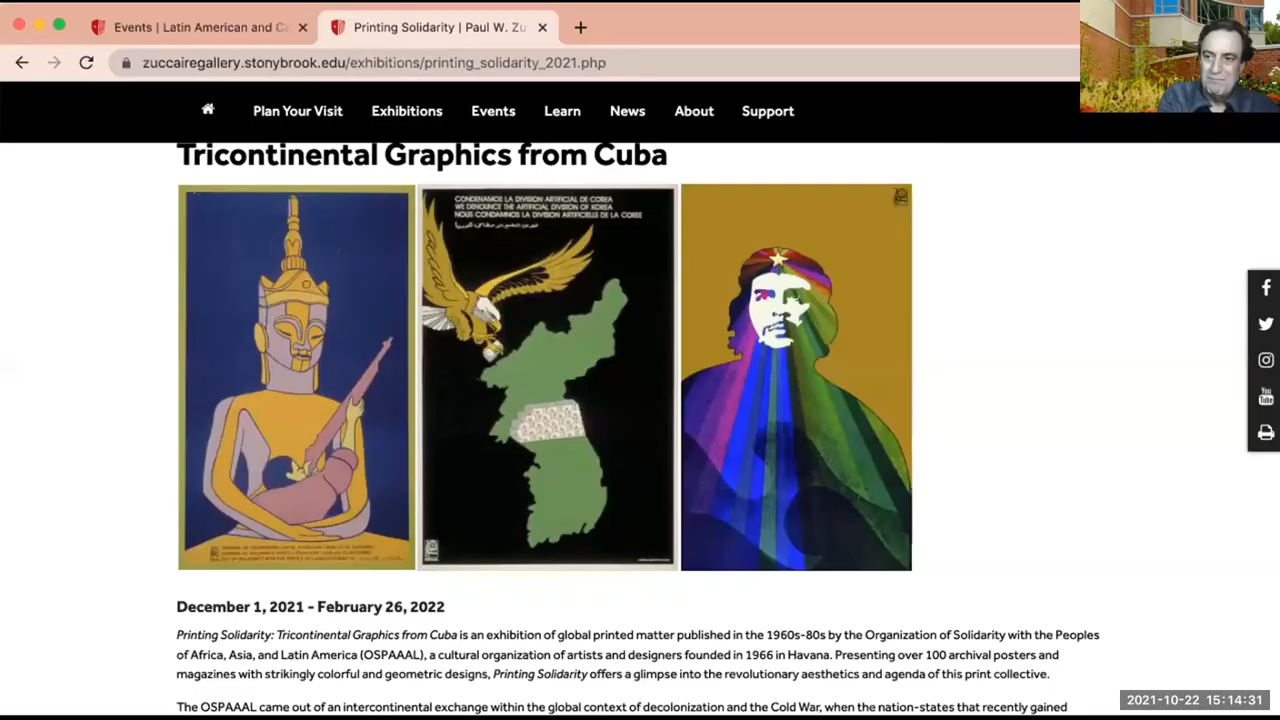 Events | Latin American and C
Printing Solidarity | Paul W. Zu
zuccairegallery.stonybrook.edu/exhibitions/printing_solidarity_2021.php
Plan Your Visit Exhibitions Events Learn News About Support
Tricontinental Graphics from Cuba
CONDENAMOS LA DIVISION ARTIFICIAL DE COREA
WE DENOUNCE THE ARTIFICIAL DIVISION OF KOREA
NOUS CONDAMNONS LA DIVISION ARTIFICIELLE DE LA COREE
You
Tube
December 1, 2021 - February 26, 2022
Printing Solidarity: Tricontinental Graphics from Cuba is an exhibition of global printed matter published in the 1960s-80s by the Organization of Solidarity with the Peoples
of Africa, Asia, and Latin America (OSPAAAL), a cultural organization of artists and designers founded in 1966 in Havana. Presenting over 100 archival posters and
magazines with strikingly colorful and geometric designs, Printing Solidarity offers a glimpse into the revolutionary aesthetics and agenda of this print collective.
The OSPAAAL came out of an intercontinental exchange within the global context of decolonization and the Cold War, when the nation-states that recently gained
2021-10-22 15:14:31